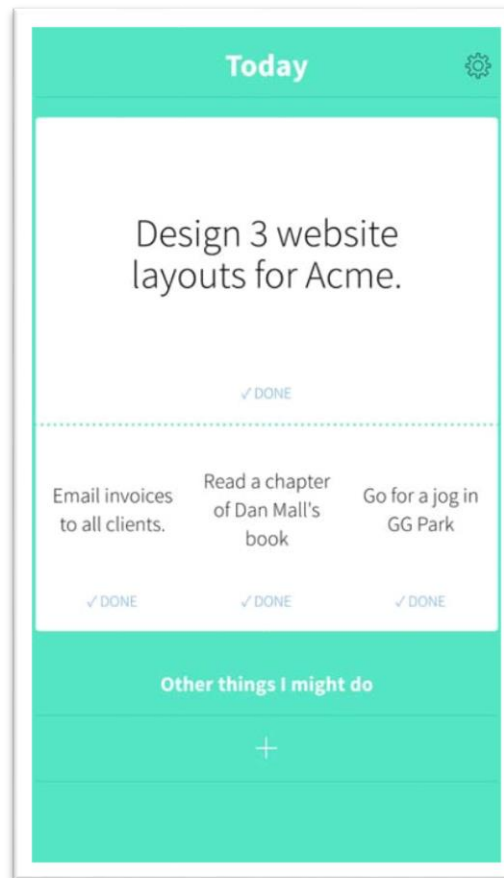 Today
Design 3 website
layouts for Acme.
✓ DONE
Email invoices
to all clients.
✓ DONE
Read a chapter
of Dan Mall's
book
✓ DONE
Go for a jog in
GG Park
✓ DONE
Other things I might do
+